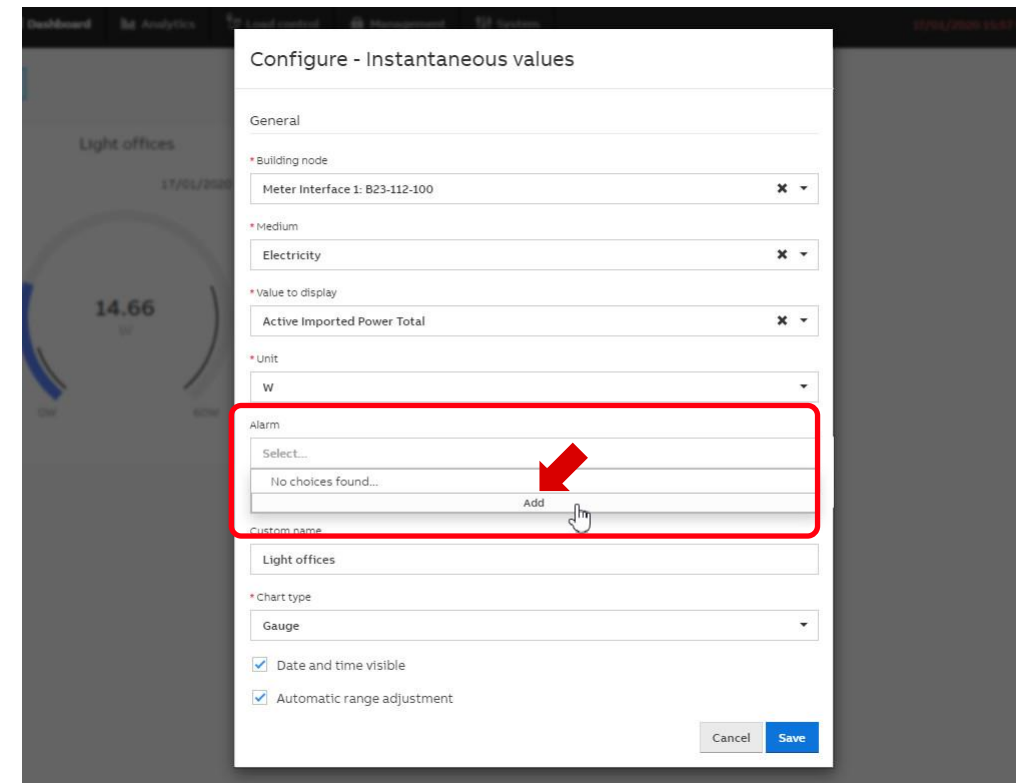 Dashboard Analytics Load control Management System
Configure - Instantaneous values
General
Light offices
* Building node
17/01/2020
Meter Interface 1: B23-112-100
* Medium
Electricity
* Value to display
14.66
W
Active Imported Power Total
* Unit
W
0W 60W
Alarm
Select...
No choices found...
Add
Custom name
Light offices
* Chart type
Gauge
Date and time visible
Automatic range adjustment
Cancel Save